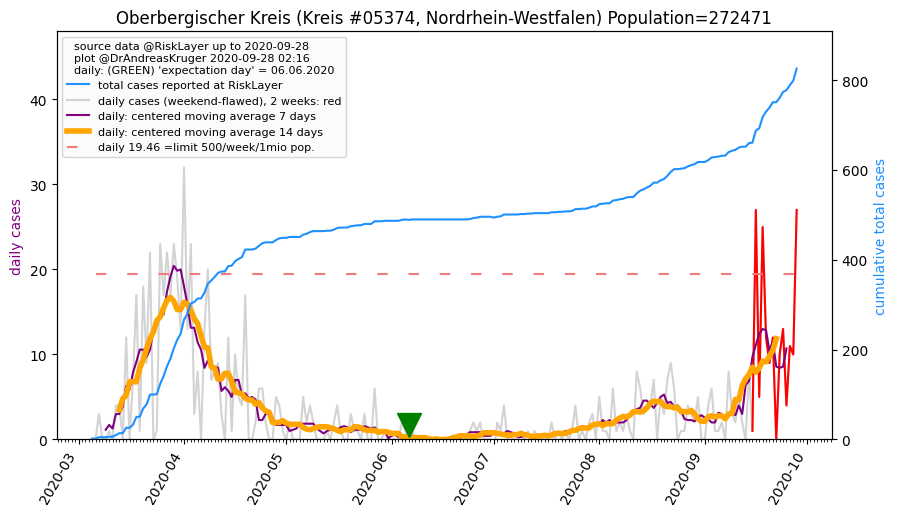 Oberbergischer Kreis (Kreis #05374, Nordrhein-Westfalen) Population=272471
source data @RiskLayer up to 2020-09-28
plot @DrAndreasKruger 2020-09-28 02:16
daily: (GREEN) 'expectation day' = 06.06.2020
total cases reported at RiskLayer
daily cases (weekend-flawed), 2 weeks: red
daily: centered moving average 7 days
daily: centered moving average 14 days
daily 19.46 =limit 500/week/1mio pop.
daily cases
40
30
20
10
0
cumulative total cases
800
600
400
200
0
2020-03
2020-04
2020-05
2020-06
2020-07
2020-08
2020-09
2020-10